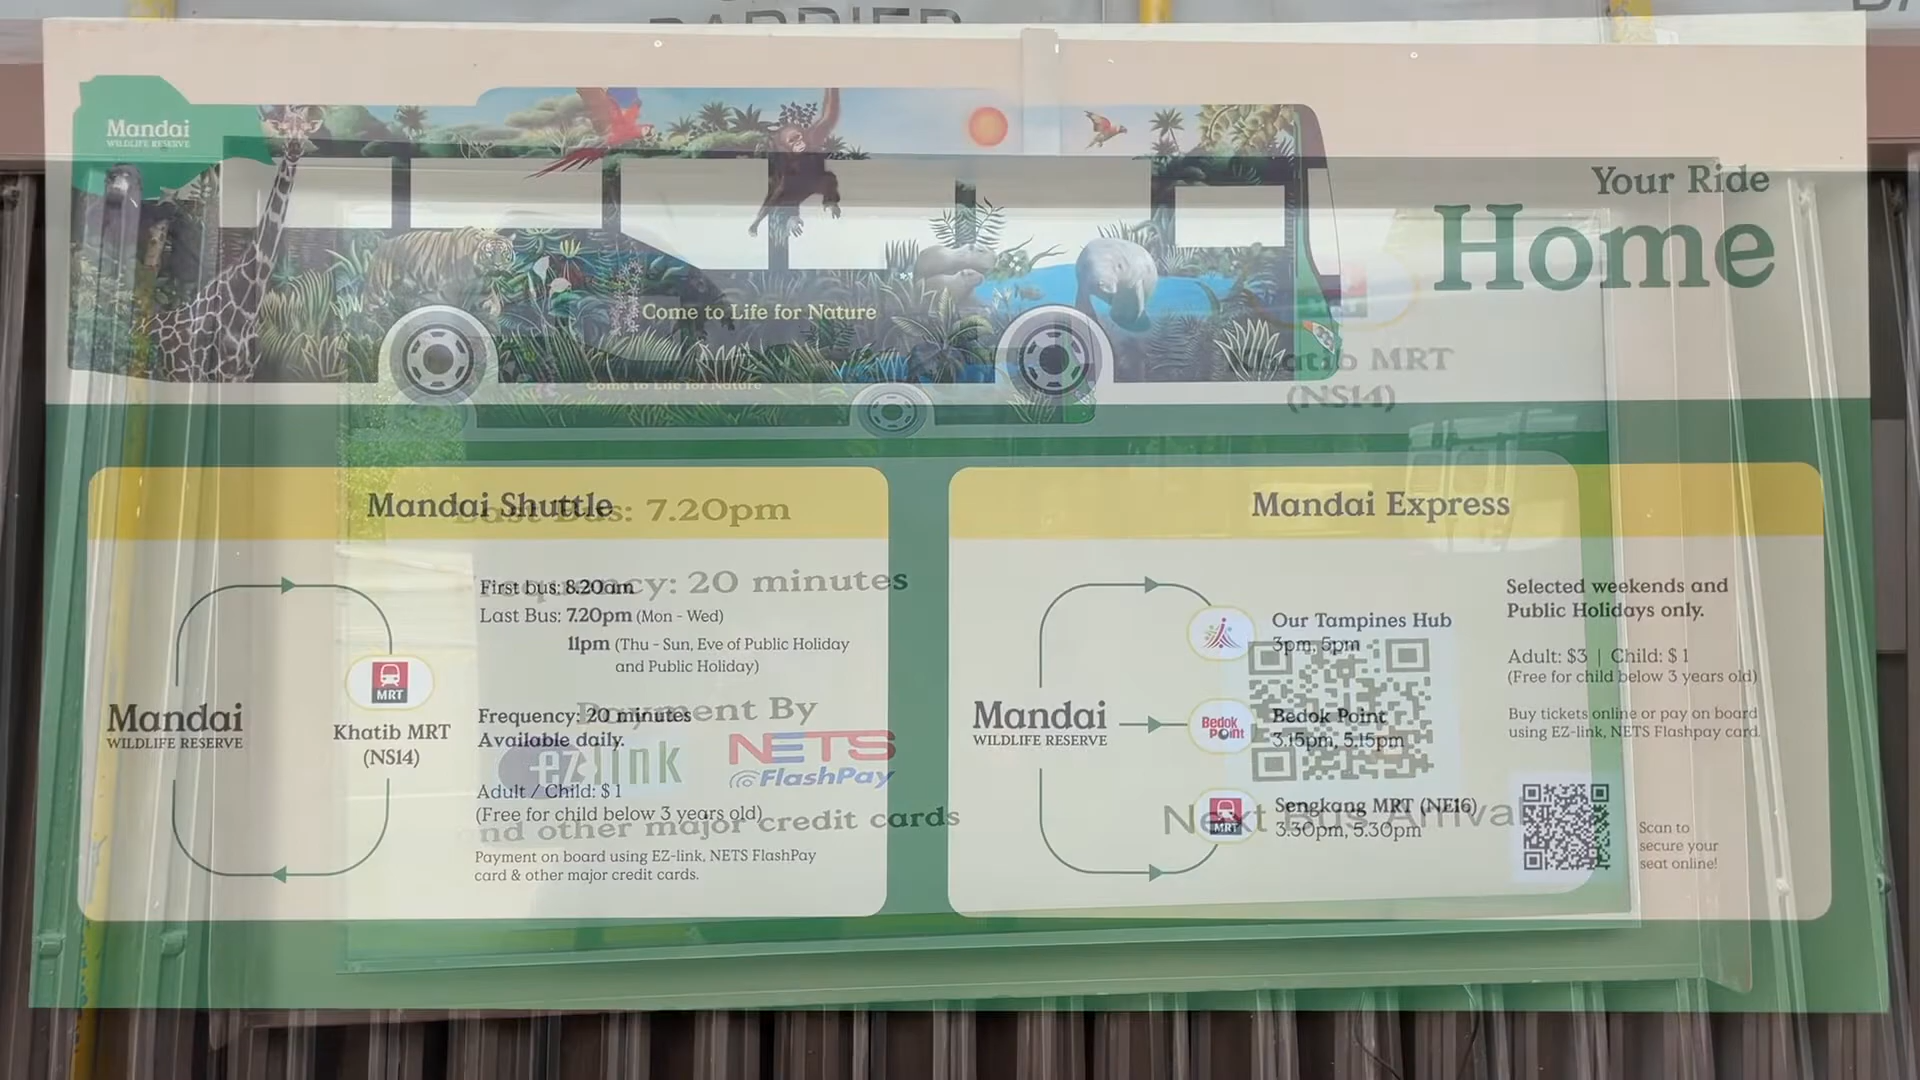 BARRIER
Mandai
WILDLIFE RESERVE
Your Ride
Home
Come to Life for Nature
Come to Life for Nature
Khatib MRT
(NS14)
Mandai Shuttle
Last Bus: 7.20pm
First bus: 8.20am
Frequency: 20 minutes
Last Bus: 7.20pm (Mon - Wed)
11pm (Thu - Sun, Eve of Public Holiday
and Public Holiday)
MRT
Mandai
WILDLIFE RESERVE
Khatib MRT
(NS14)
Frequency: 20 minutes
Available daily.
Payment By
ez link
NETS
FlashPay
Adult / Child: $1
(Free for child below 3 years old)
and other major credit cards
Payment on board using EZ-link, NETS FlashPay
card & other major credit cards.
Mandai Express
Our Tampines Hub
3pm, 5pm
Mandai
WILDLIFE RESERVE
Bedok
Point
Bedok Point
3.15pm, 5.15pm
MRT
Sengkang MRT (NE16)
3.30pm, 5.30pm
Next Bus Arrival
Selected weekends and
Public Holidays only.
Adult: $3 | Child: $1
(Free for child below 3 years old)
Buy tickets online or pay on board
using EZ-link, NETS Flashpay card
Scan to
secure your
seat online!